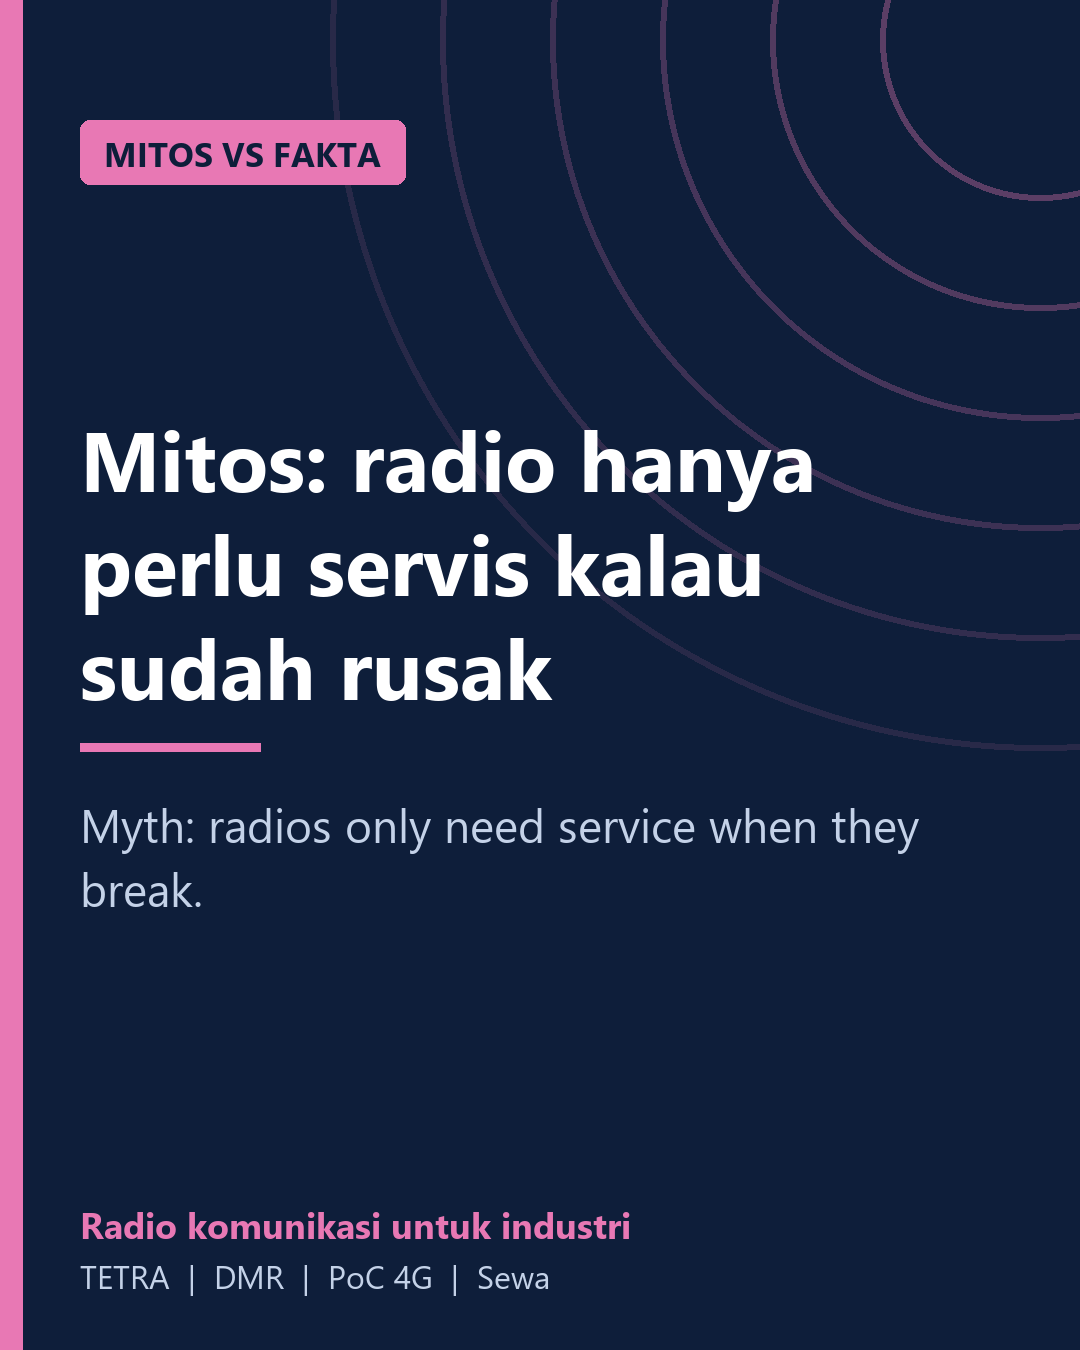 MITOS VS FAKTA
Mitos: radio hanya
perlu servis kalau
sudah rusak
Myth: radios only need service when they
break.
Radio komunikasi untuk industri
TETRA | DMR | PoC 4G | Sewa